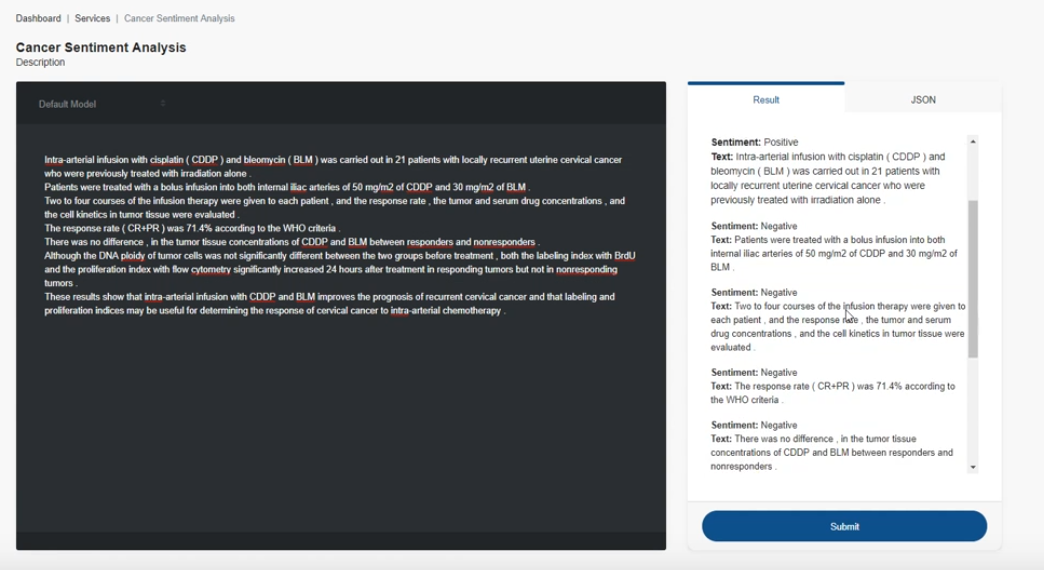 Dashboard | Services | Cancer Sentiment Analysis
Cancer Sentiment Analysis
Description
Default Model
Intra-arterial infusion with cisplatin ( CDDP ) and bleomycin ( BLM ) was carried out in 21 patients with locally recurrent uterine cervical cancer
who were previously treated with irradiation alone .
Patients were treated with a bolus infusion into both internal iliac arteries of 50 mg/m2 of CDDP and 30 mg/m2 of BLM .
Two to four courses of the infusion therapy were given to each patient , and the response rate , the tumor and serum drug concentrations , and
the cell kinetics in tumor tissue were evaluated .
The response rate ( CR+PR ) was 71.4% according to the WHO criteria .
There was no difference , in the tumor tissue concentrations of CDDP and BLM between responders and nonresponders .
Although the DNA ploidy of tumor cells was not significantly different between the two groups before treatment , both the labeling index with BrdU
and the proliferation index with flow cytometry significantly increased 24 hours after treatment in responding tumors but not in nonresponding
tumors .
These results show that intra-arterial infusion with CDDP and BLM improves the prognosis of recurrent cervical cancer and that labeling and
proliferation indices may be useful for determining the response of cervical cancer to intra-arterial chemotherapy .
Result
JSON
Sentiment: Positive
Text: Intra-arterial infusion with cisplatin ( CDDP ) and
bleomycin ( BLM ) was carried out in 21 patients with
locally recurrent uterine cervical cancer who were
previously treated with irradiation alone .
Sentiment: Negative
Text: Patients were treated with a bolus infusion into both
internal iliac arteries of 50 mg/m2 of CDDP and 30 mg/m2 of
BLM .
Sentiment: Negative
Text: Two to four courses of the infusion therapy were given to
each patient , and the response rate , the tumor and serum
drug concentrations , and the cell kinetics in tumor tissue were
evaluated .
Sentiment: Negative
Text: The response rate ( CR+PR ) was 71.4% according to
the WHO criteria .
Sentiment: Negative
Text: There was no difference , in the tumor tissue
concentrations of CDDP and BLM between responders and
nonresponders .
Submit